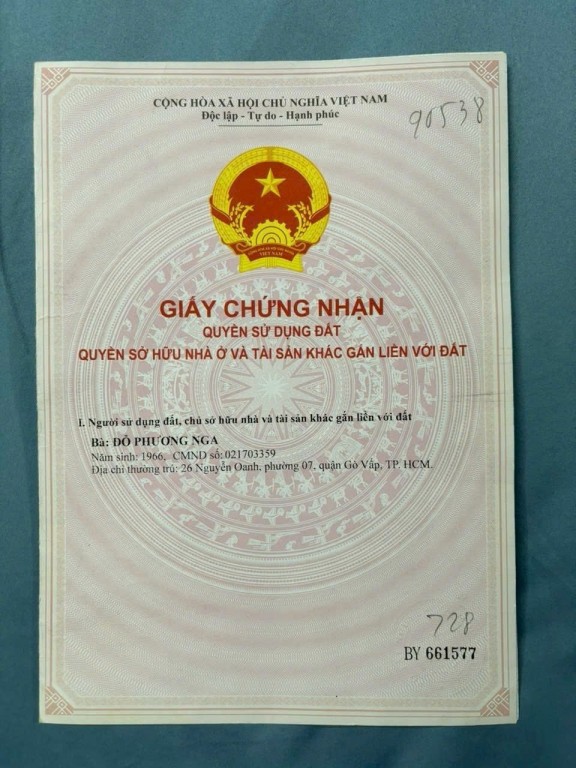 CỘNG HÒA XÃ HỘI CHỦ NGHĨA VIỆT NAM
Độc lập - Tự do - Hạnh phúc
90538
VIỆT NAM
GIẤY CHỨNG NHẬN
QUYỀN SỬ DỤNG ĐẤT
QUYỀN SỞ HỮU NHÀ Ở VÀ TÀI SẢN KHÁC GẮN LIỀN VỚI ĐẤT
I. Người sử dụng đất, chủ sở hữu nhà và tài sản khác gắn liền với đất
Bà: ĐỖ PHƯƠNG NGA
Năm sinh: 1966, CMND số: 021703359
Địa chỉ thường trú: 26 Nguyễn Oanh, phường 07, quận Gò Vấp, TP. HCM.
728
BY 661577